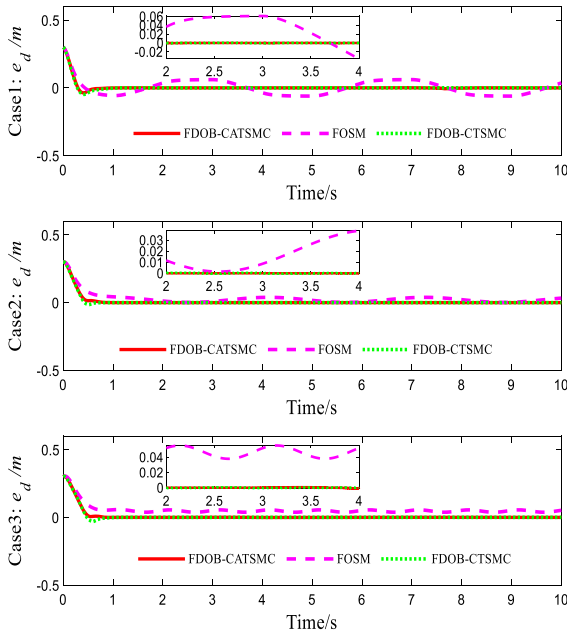 0.06
0.04
0.02
0
-0.02
2 2.5 3 3.5 4
0.5
0
-0.5
Case1: e_d /m
FDOB-CATSMC FOSM FDOB-CTSMC
0 1 2 3 4 5 6 7 8 9 10
Time/s
0.03
0.02
0.01
0
2 2.5 3 3.5 4
0.5
0
-0.5
Case2: e_d /m
FDOB-CATSMC FOSM FDOB-CTSMC
0 1 2 3 4 5 6 7 8 9 10
Time/s
0.04
0.02
0
2 2.5 3 3.5 4
0.5
0
-0.5
Case3: e_d /m
FDOB-CATSMC FOSM FDOB-CTSMC
0 1 2 3 4 5 6 7 8 9 10
Time/s